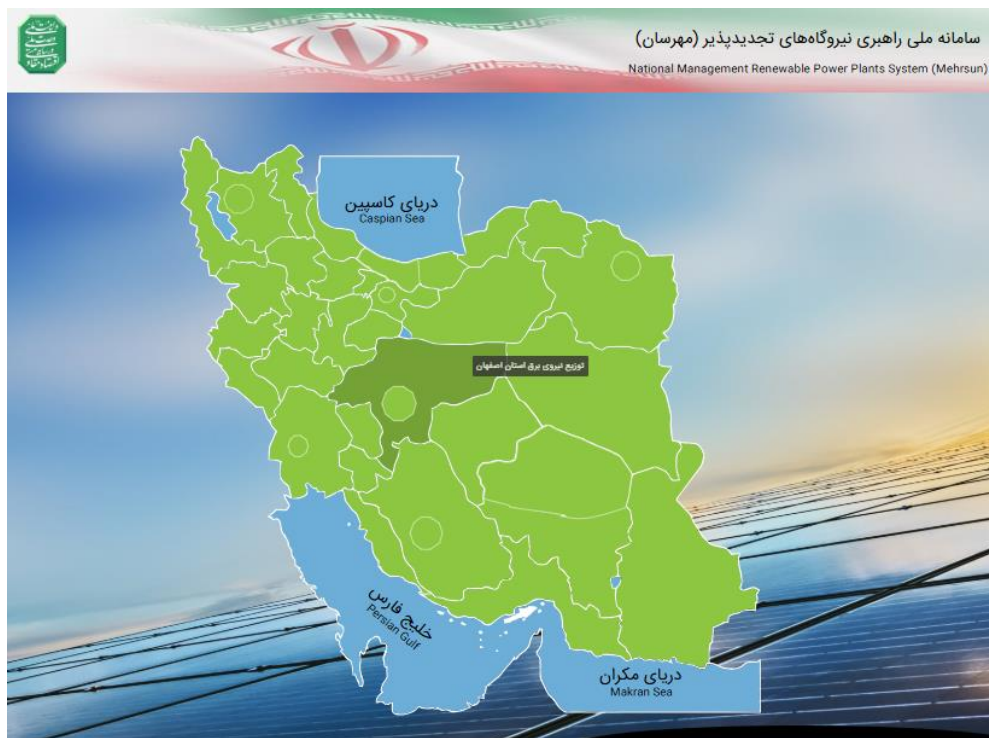 سامانه ملی راهبری نیروگاه‌های تجدیدپذیر (مهرسان)
National Management Renewable Power Plants System (Mehrsun)
دریای کاسپین
Caspian Sea
توزیع نیروی برق استان اصفهان
خلیج فارس
Persian Gulf
دریای مکران
Makran Sea